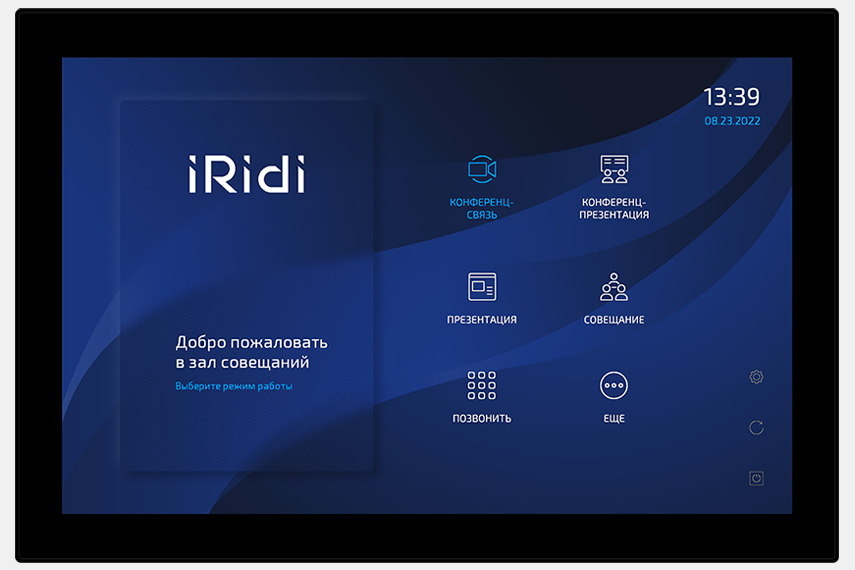 13:39
08.23.2022
iRidi
КОНФЕРЕНЦ-
СВЯЗЬ
КОНФЕРЕНЦ-
ПРЕЗЕНТАЦИЯ
ПРЕЗЕНТАЦИЯ
СОВЕЩАНИЕ
Добро пожаловать
в зал совещаний
Выберите режим работы
ПОЗВОНИТЬ
ЕЩЕ